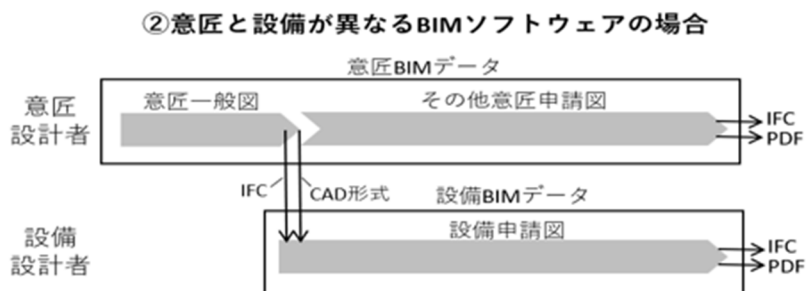 ②意匠と設備が異なるBIMソフトウェアの場合
意匠BIMデータ
意匠
設計者
意匠一般図
その他意匠申請図
IFC
PDF
IFC
CAD形式
設備BIMデータ
設備
設計者
設備申請図
IFC
PDF